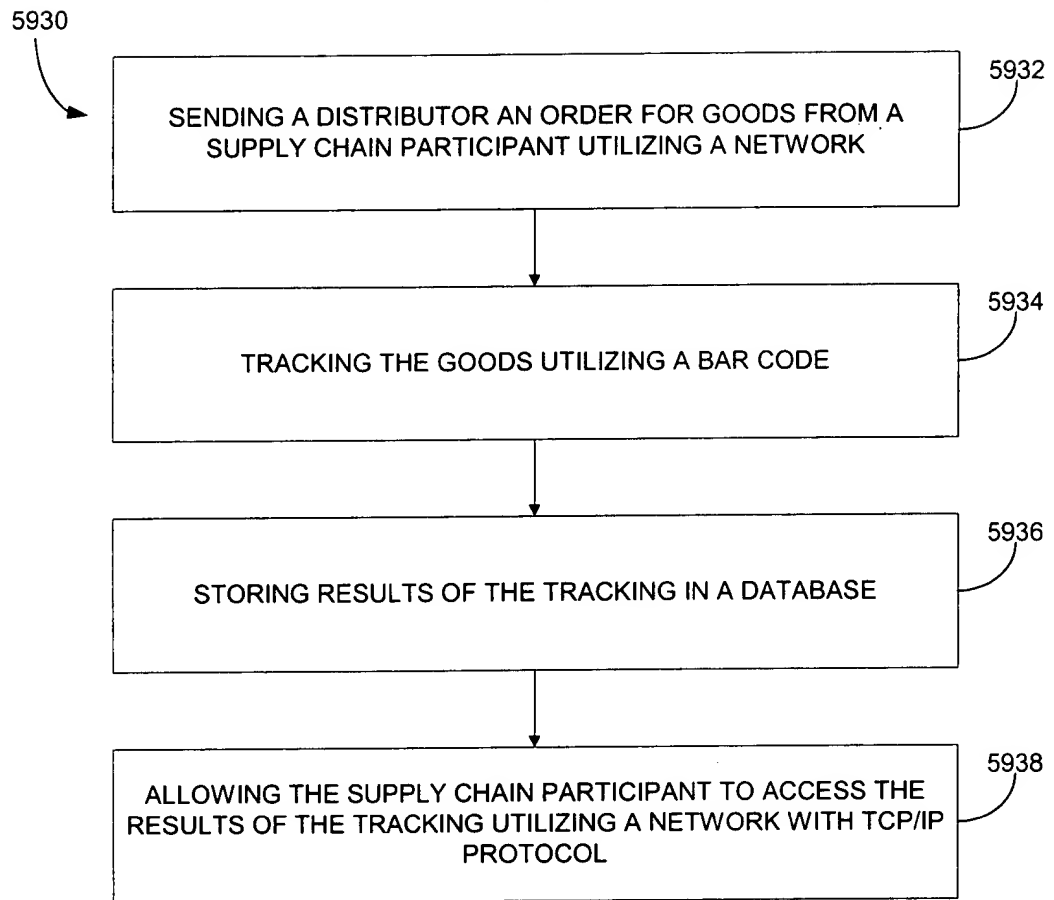 5930
5932
SENDING A DISTRIBUTOR AN ORDER FOR GOODS FROM A
SUPPLY CHAIN PARTICIPANT UTILIZING A NETWORK
5934
TRACKING THE GOODS UTILIZING A BAR CODE
5936
STORING RESULTS OF THE TRACKING IN A DATABASE
5938
ALLOWING THE SUPPLY CHAIN PARTICIPANT TO ACCESS THE
RESULTS OF THE TRACKING UTILIZING A NETWORK WITH TCP/IP
PROTOCOL